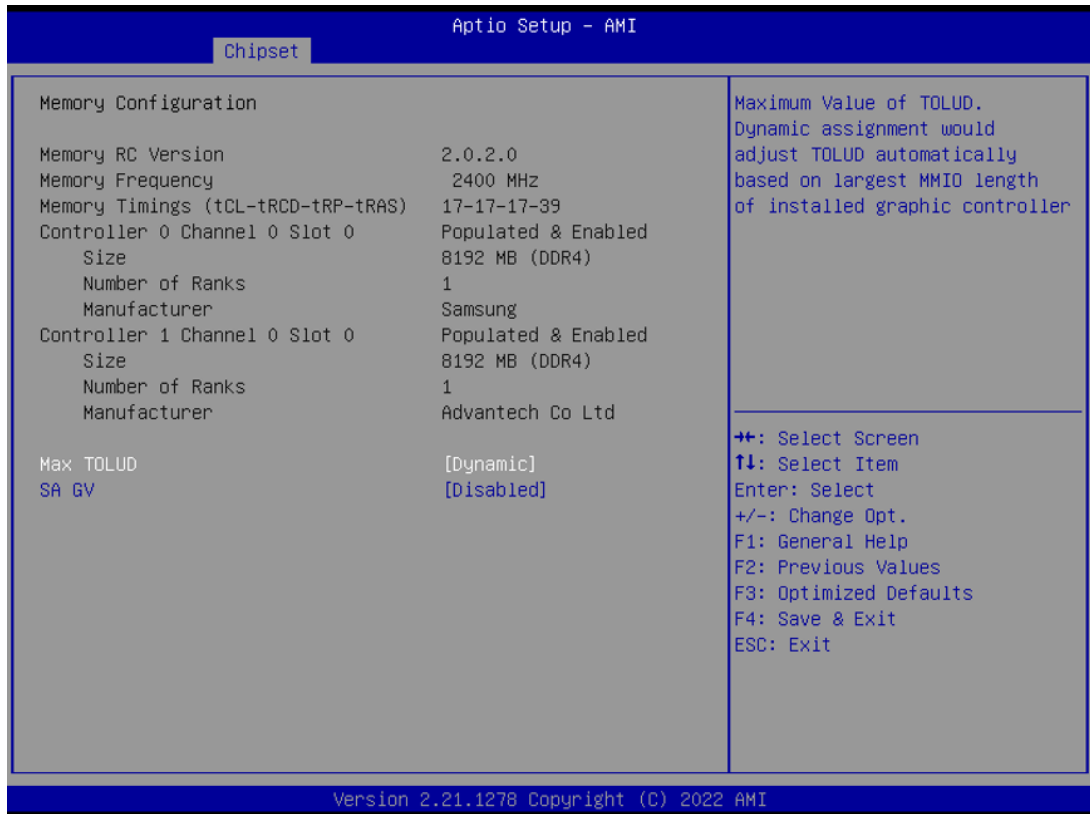 Aptio Setup – AMI
Chipset
Memory Configuration
Memory RC Version 2.0.2.0
Memory Frequency 2400 MHz
Memory Timings (tCL-tRCD-tRP-tRAS) 17-17-17-39
Controller 0 Channel 0 Slot 0 Populated & Enabled
Size 8192 MB (DDR4)
Number of Ranks 1
Manufacturer Samsung
Controller 1 Channel 0 Slot 0 Populated & Enabled
Size 8192 MB (DDR4)
Number of Ranks 1
Manufacturer Advantech Co Ltd
Max TOLUD [Dynamic]
SA GV [Disabled]
Maximum Value of TOLUD.
Dynamic assignment would
adjust TOLUD automatically
based on largest MMIO length
of installed graphic controller
→←: Select Screen
↑↓: Select Item
Enter: Select
+/-: Change Opt.
F1: General Help
F2: Previous Values
F3: Optimized Defaults
F4: Save & Exit
ESC: Exit
Version 2.21.1278 Copyright (C) 2022 AMI